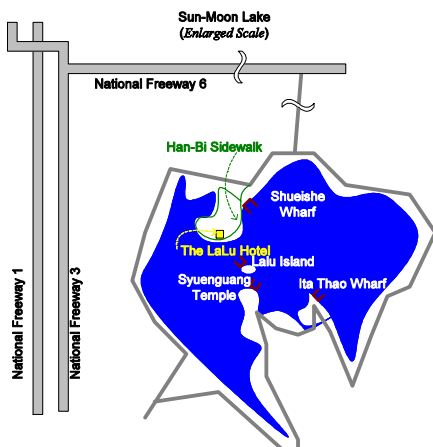 Sun-Moon Lake
(Enlarged Scale)
National Freeway 6
Han-Bi Sidewalk
Shueishe
Wharf
The LaLu Hotel
Lalu Island
Syuenguang
Temple
Ita Thao Wharf
National Freeway 1
National Freeway 3